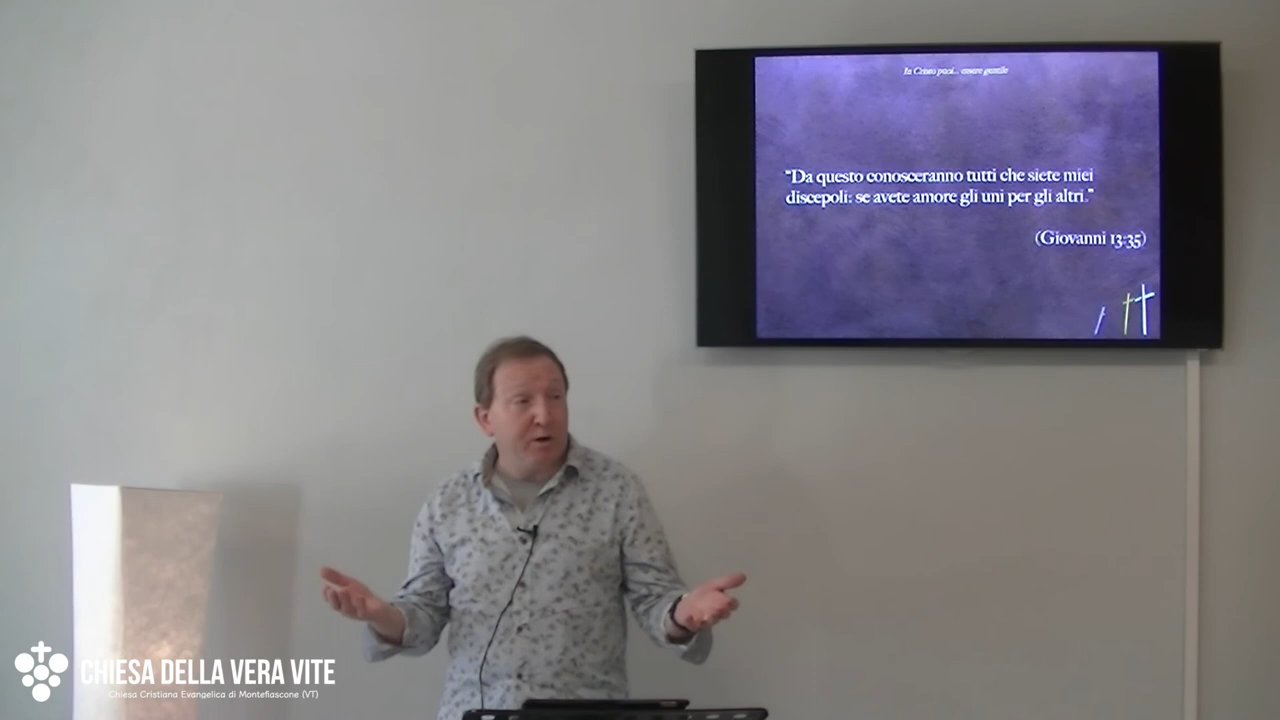 In Cristo puoi... essere gentile
"Da questo conosceranno tutti che siete miei
discepoli: se avete amore gli uni per gli altri."
(Giovanni 13:35)
CHIESA DELLA VERA VITE
Chiesa Cristiana Evangelica di Montefiascone (VT)